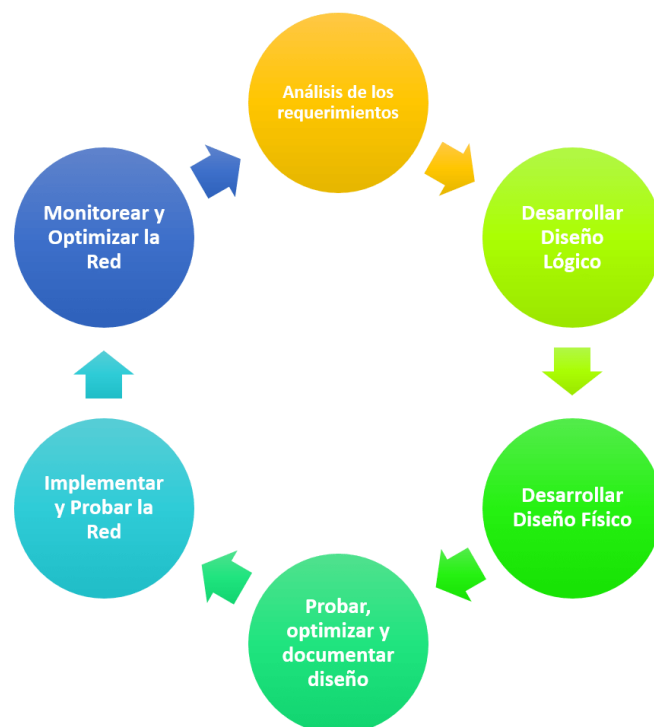 Análisis de los
requerimientos
Desarrollar
Diseño
Lógico
Desarrollar
Diseño Físico
Probar,
optimizar y
documentar
diseño
Implementar
y Probar la
Red
Monitorear y
Optimizar la
Red